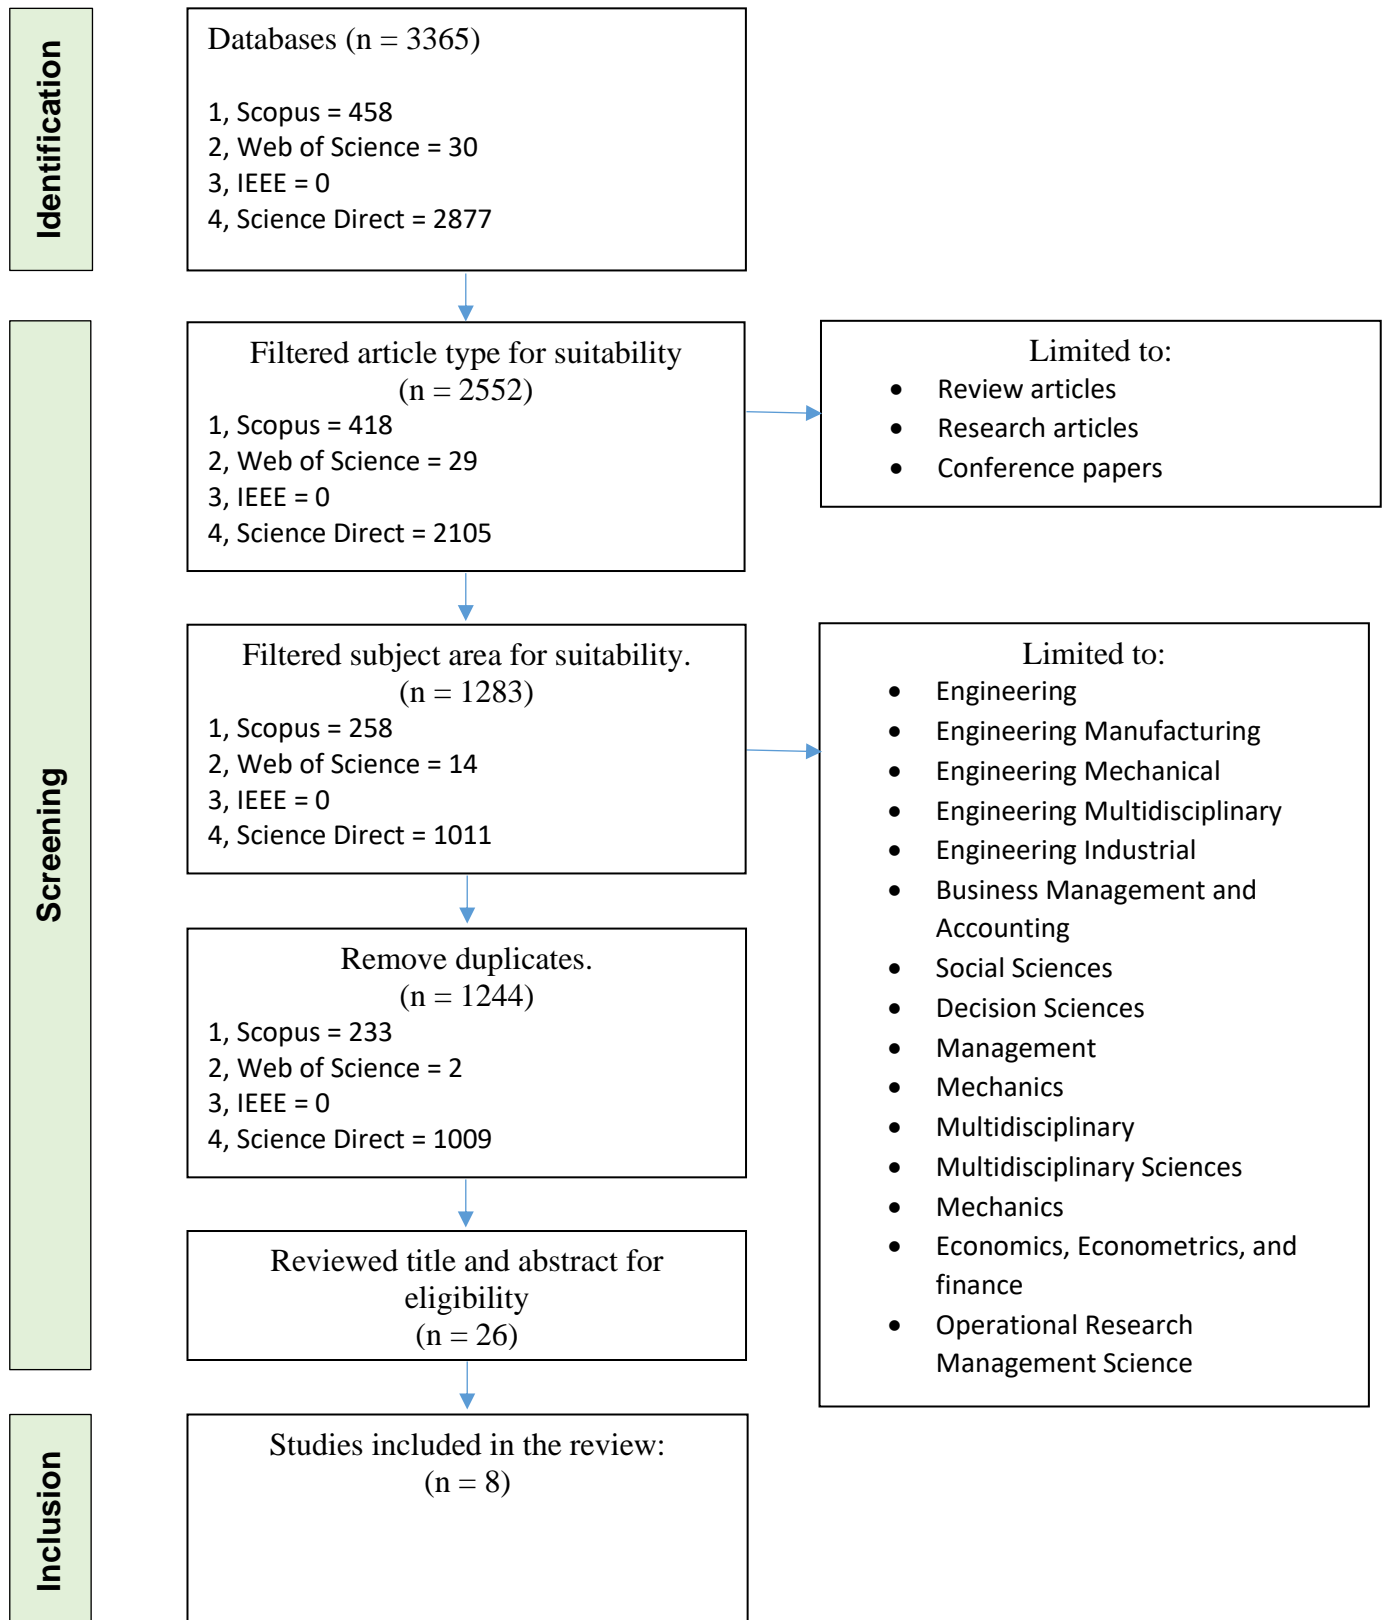 Identification
Databases (n = 3365)
1, Scopus = 458
2, Web of Science = 30
3, IEEE = 0
4, Science Direct = 2877
Screening
Filtered article type for suitability
(n = 2552)
1, Scopus = 418
2, Web of Science = 29
3, IEEE = 0
4, Science Direct = 2105
Limited to:
• Review articles
• Research articles
• Conference papers
Filtered subject area for suitability.
(n = 1283)
1, Scopus = 258
2, Web of Science = 14
3, IEEE = 0
4, Science Direct = 1011
Limited to:
• Engineering
• Engineering Manufacturing
• Engineering Mechanical
• Engineering Multidisciplinary
• Engineering Industrial
• Business Management and
Accounting
• Social Sciences
• Decision Sciences
• Management
• Mechanics
• Multidisciplinary
• Multidisciplinary Sciences
• Mechanics
• Economics, Econometrics, and
finance
• Operational Research
Management Science
Remove duplicates.
(n = 1244)
1, Scopus = 233
2, Web of Science = 2
3, IEEE = 0
4, Science Direct = 1009
Reviewed title and abstract for
eligibility
(n = 26)
Inclusion
Studies included in the review:
(n = 8)